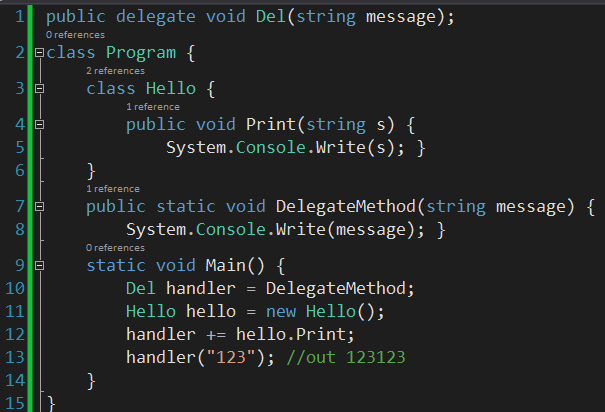 1 public delegate void Del(string message);
0 references
2 class Program {
2 references
3 class Hello {
1 reference
4 public void Print(string s) {
5 System.Console.Write(s); }
6 }
1 reference
7 public static void DelegateMethod(string message) {
8 System.Console.Write(message); }
0 references
9 static void Main() {
10 Del handler = DelegateMethod;
11 Hello hello = new Hello();
12 handler += hello.Print;
13 handler("123"); //out 123123
14 }
15 }